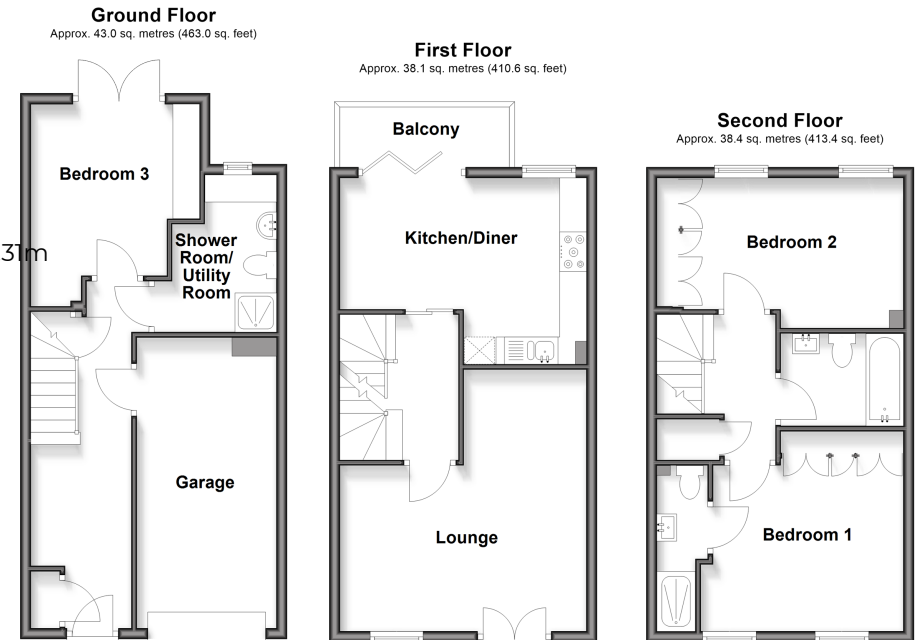 Ground Floor
Approx. 43.0 sq. metres (463.0 sq. feet)
Bedroom 3
31m
Shower
Room/
Utility
Room
Garage
First Floor
Approx. 38.1 sq. metres (410.6 sq. feet)
Balcony
Kitchen/Diner
Lounge
Second Floor
Approx. 38.4 sq. metres (413.4 sq. feet)
Bedroom 2
Bedroom 1